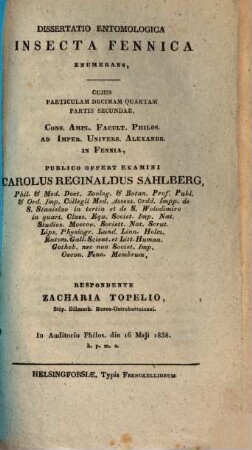 DISSERTATIO ENTOMOLOGICA
INSECTA FENNICA
ENUMERANS,
CUJUS
PARTICULAM DECIMAM QUARTAM
PARTIS SECUNDAE,
CONS. AMPL. FACULT. PHILOS.
AD IMPER. UNIVERS. ALEXANDR.
IN FENNIA,
PUBLICO OFFERT EXAMINI
CAROLUS REGINALDUS SAHLBERG,
Phil. & Med. Doct. Zoolog. & Botan. Prof. Publ.
& Ord. Imp. Collegii Med. Assess. Ordd. Impp. de
S. Stanislao in tertia et de S. Wolodimiro
in quart. Class. Equ. Societ. Imp. Nat.
Studios. Moscov. Societt. Nat. Scrut.
Lips. Physiogr. Lund. Linn. Holm.
Entom. Gall. Scient. et Litt. Human.
Gothob. nec non Societ. Imp.
Oecon. Fenn. Membrum,
RESPONDENTE
ZACHARIA TOPELIO,
Stip. Bilmark. Borea-Ostrobottniensi.
In Auditorio Philos. die 16 Maji 1838.
h. p. m. s.
HELSINGFORSIÆ, Typis FRENCKELLIORUM.